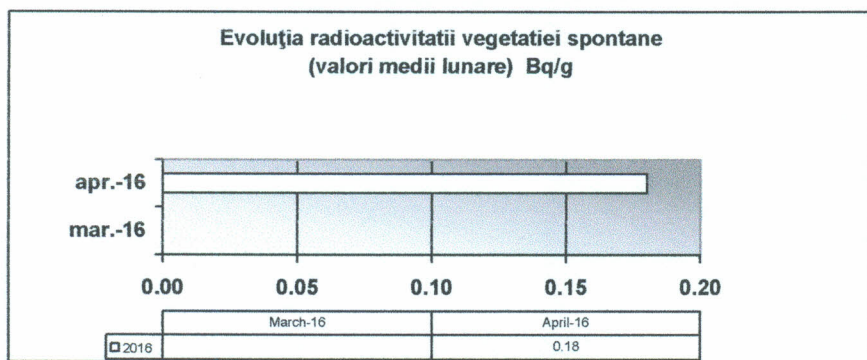 Evoluţia radioactivitatii vegetatiei spontane
(valori medii lunare) Bq/g
apr.-16
mar.-16
0.00 0.05 0.10 0.15 0.20
March-16 April-16
2016 0.18